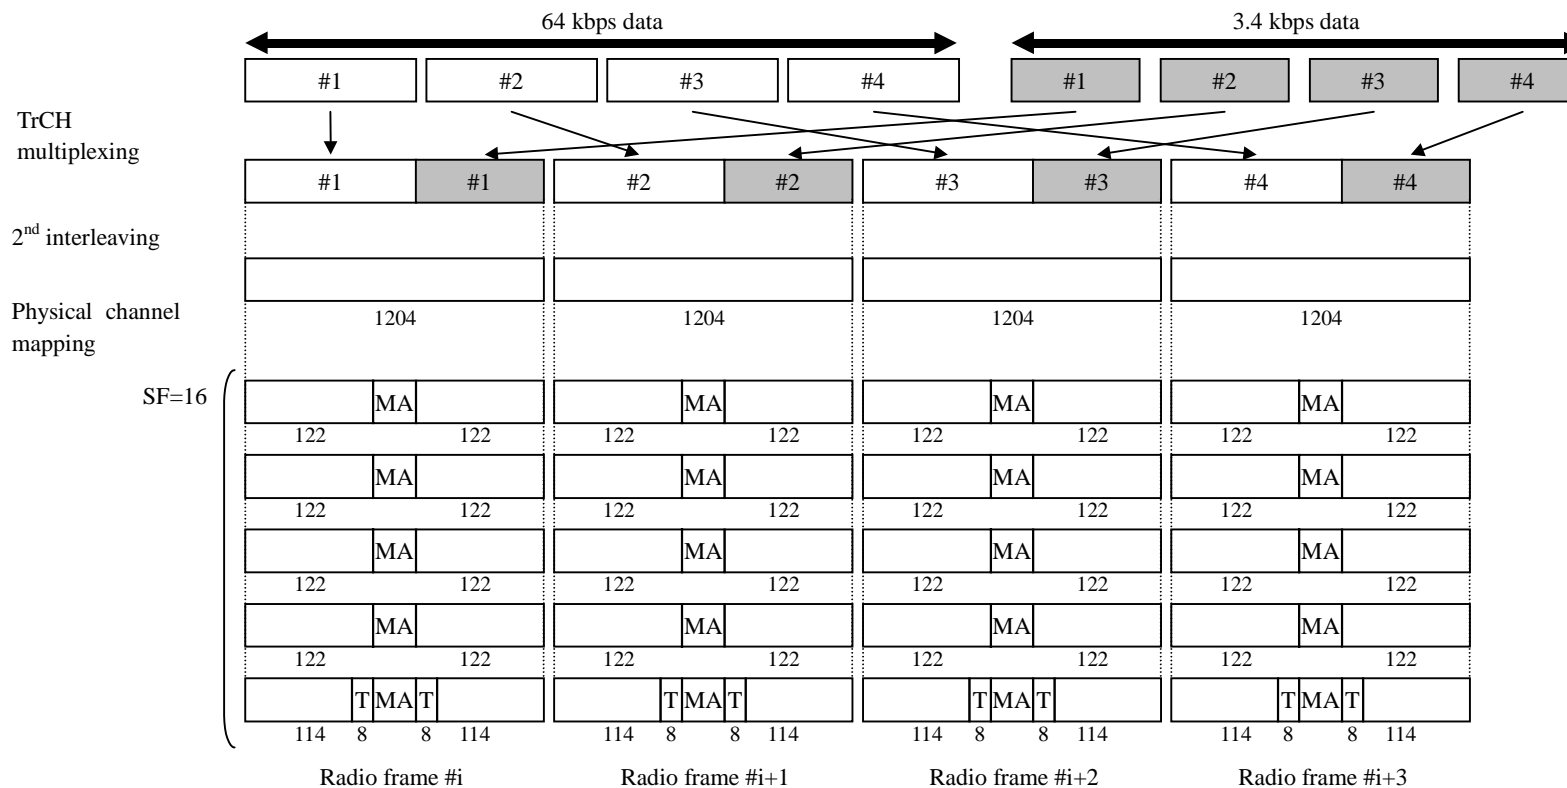 64 kbps data 3.4 kbps data
#1 #2 #3 #4 #1 #2 #3 #4
TrCH
multiplexing
#1 #1 #2 #2 #3 #3 #4 #4
2nd interleaving
Physical channel
mapping
1204 1204 1204 1204
SF=16
MA MA MA MA
122 122 122 122 122 122 122 122
MA MA MA MA
122 122 122 122 122 122 122 122
MA MA MA MA
122 122 122 122 122 122 122 122
MA MA MA MA
122 122 122 122 122 122 122 122
T MA T T MA T T MA T T MA T
114 8 8 114 114 8 8 114 114 8 8 114 114 8 8 114
Radio frame #i Radio frame #i+1 Radio frame #i+2 Radio frame #i+3